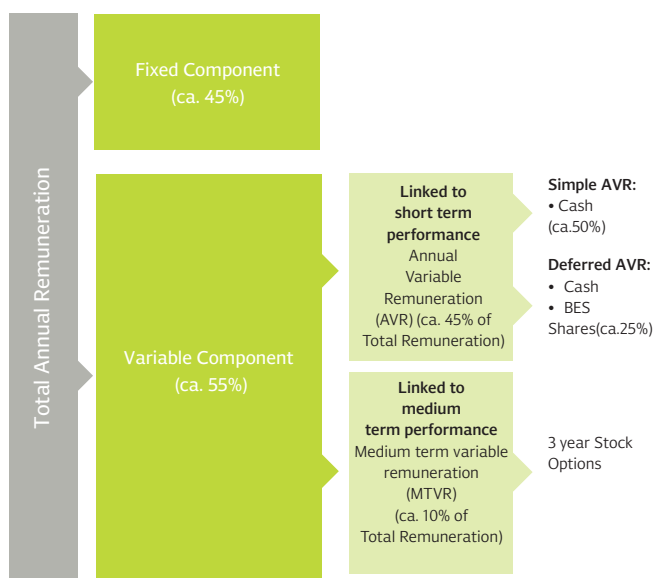 Total Annual Remuneration
Fixed Component
(ca. 45%)
Variable Component
(ca. 55%)
Linked to
short term
performance
Annual
Variable
Remuneration
(AVR) (ca. 45% of
Total Remuneration)
Simple AVR:
• Cash
(ca.50%)
Deferred AVR:
• Cash
• BES
Shares(ca.25%)
Linked to
medium
term performance
Medium term variable
remuneration
(MTVR)
(ca. 10% of
Total Remuneration)
3 year Stock
Options